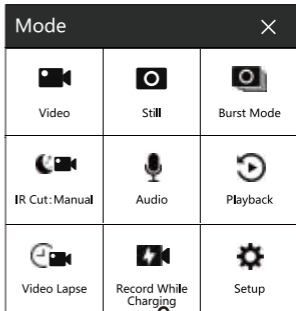 Mode
Video
Still
Burst Mode
IR Cut:Manual
Audio
Playback
Video Lapse
Record While
Charging
Setup